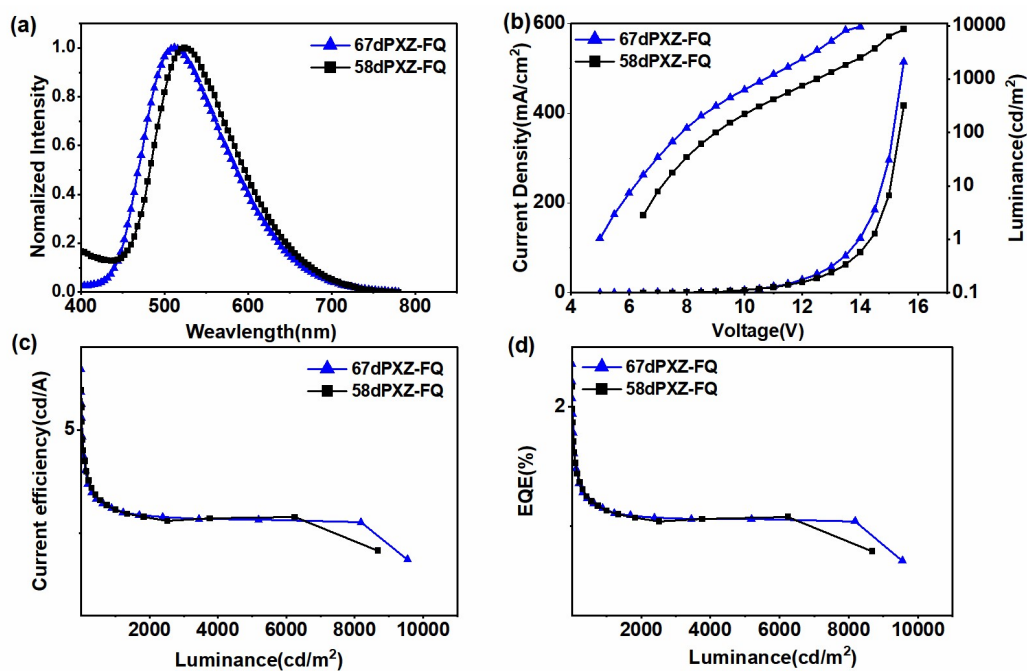 (a)
67dPXZ-FQ
58dPXZ-FQ
Nomalized Intensity
1.0
0.8
0.6
0.4
0.2
0.0
400 500 600 700 800
Weavlength(nm)
(b)
67dPXZ-FQ
58dPXZ-FQ
Current Density(mA/cm²)
600
400
200
0
10000
1000
100
10
1
0.1
Luminance(cd/m²)
4 6 8 10 12 14 16
Voltage(V)
(c)
67dPXZ-FQ
58dPXZ-FQ
Current efficiency(cd/A)
5
2000 4000 6000 8000 10000
Luminance(cd/m²)
(d)
67dPXZ-FQ
58dPXZ-FQ
EQE(%)
2
2000 4000 6000 8000 10000
Luminance(cd/m²)